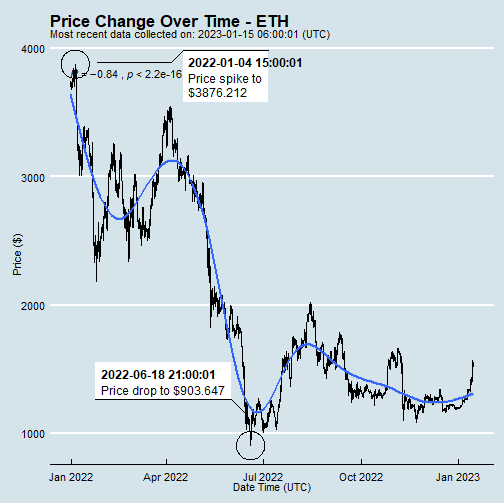 Price Change Over Time - ETH
Most recent data collected on: 2023-01-15 06:00:01 (UTC)
4000
2022-01-04 15:00:01
= −0.84 , p < 2.2e-16
Price spike to
$3876.212
3000
Price ($)
2000
2022-06-18 21:00:01
Price drop to $903.647
1000
Jan 2022
Apr 2022
Jul 2022
Oct 2022
Jan 2023
Date Time (UTC)